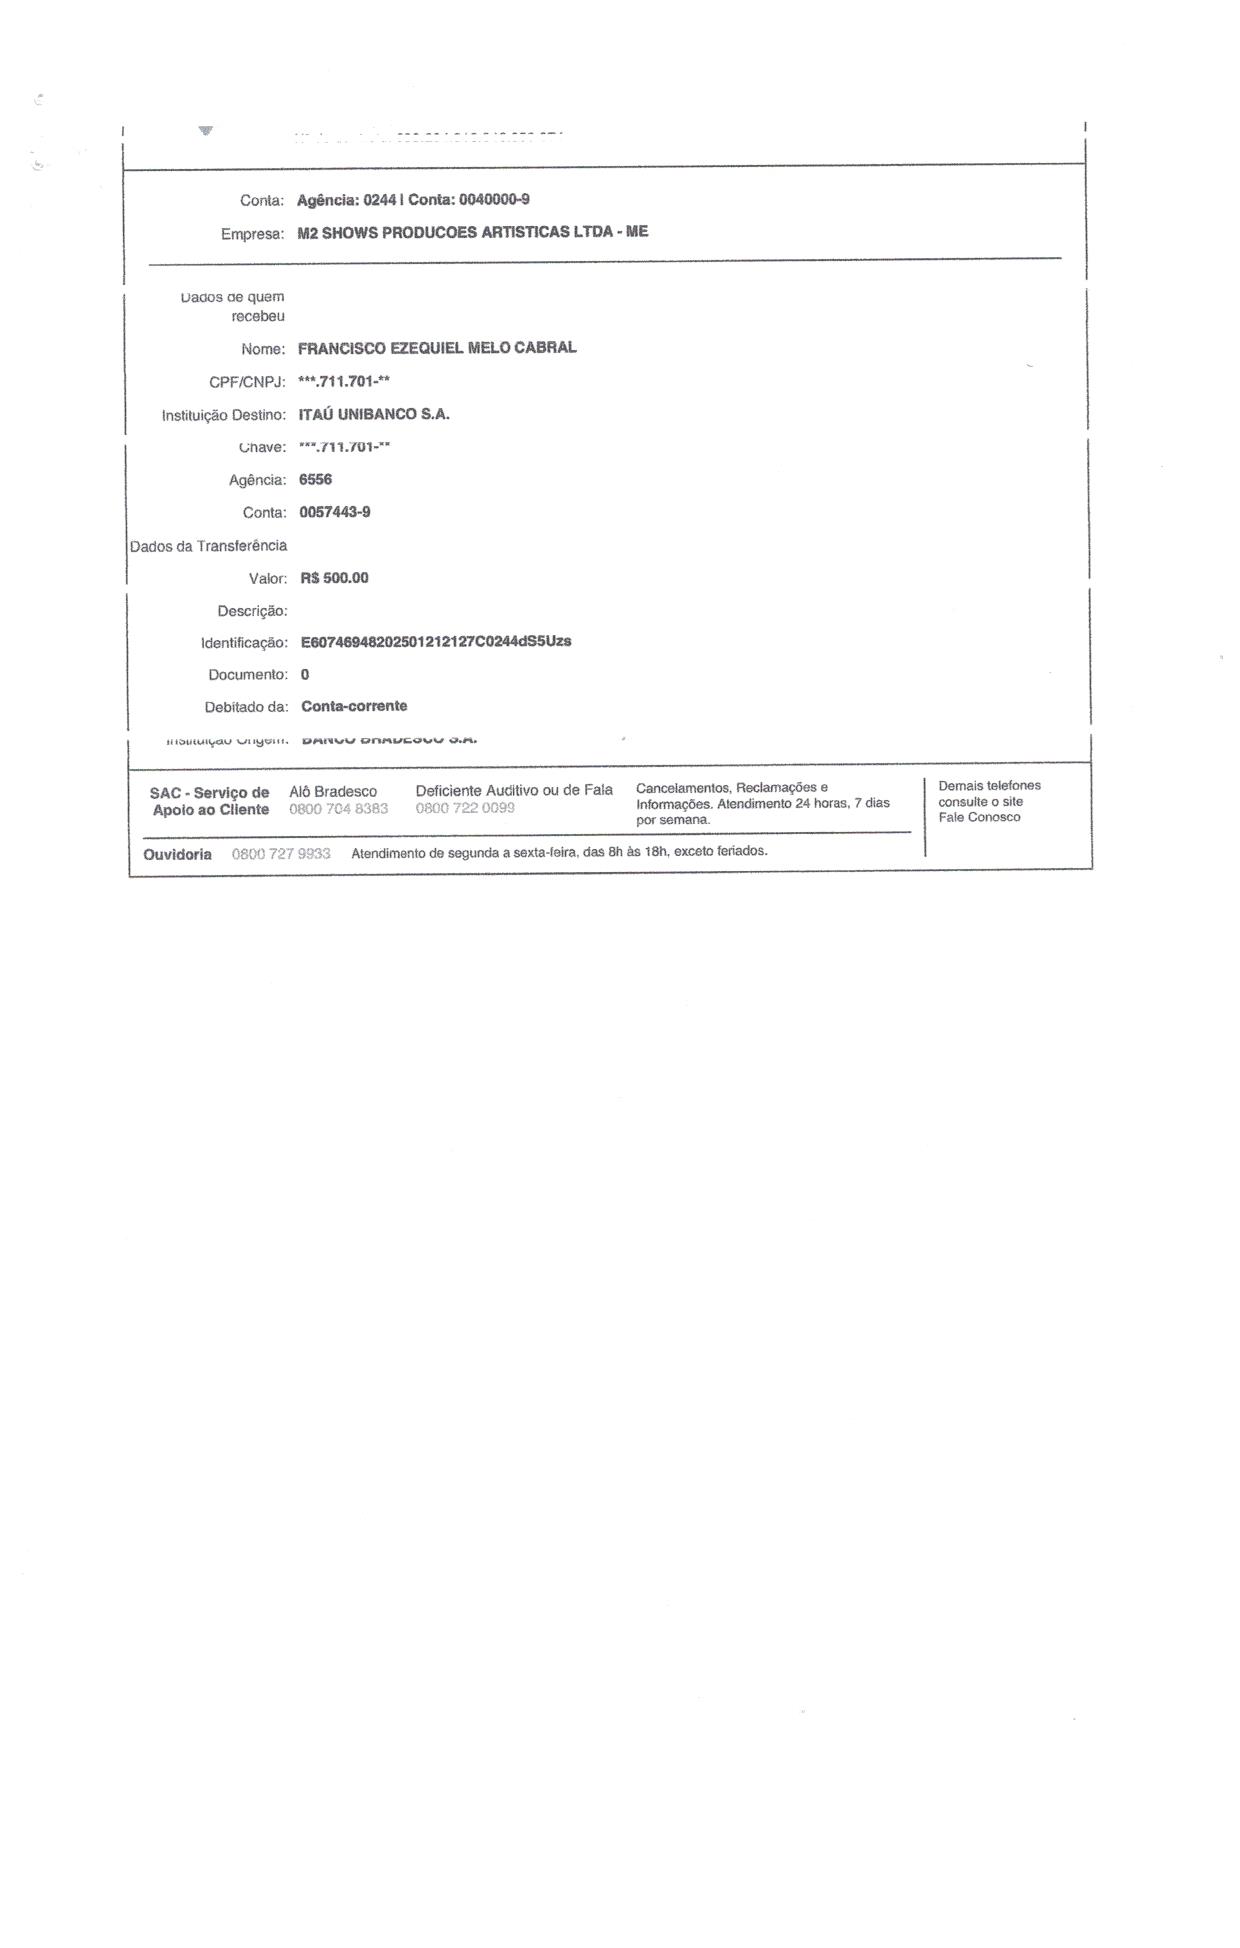 Conta: Agência: 0244 | Conta: 0040000-9
Empresa: M2 SHOWS PRODUCOES ARTISTICAS LTDA - ME
Dados de quem
recebeu
Nome: FRANCISCO EZEQUIEL MELO CABRAL
CPF/CNPJ: ***.711.701-**
Instituição Destino: ITAÚ UNIBANCO S.A.
Chave: ***.711.701-**
Agência: 6556
Conta: 0057443-9
Dados da Transferência
Valor: R$ 500.00
Descrição:
Identificação: E60746948202501212127C0244dS5Uzs
Documento: 0
Debitado da: Conta-corrente
Instituição Origem: BANCO BRADESCO S.A.
SAC - Serviço de Apoio ao Cliente
Alô Bradesco
0800 704 8383
Deficiente Auditivo ou de Fala
0800 722 0099
Cancelamentos, Reclamações e
Informações. Atendimento 24 horas, 7 dias
por semana.
Demais telefones
consulte o site
Fale Conosco
Ouvidoria 0800 727 9933 Atendimento de segunda a sexta-feira, das 8h às 18h, exceto feriados.